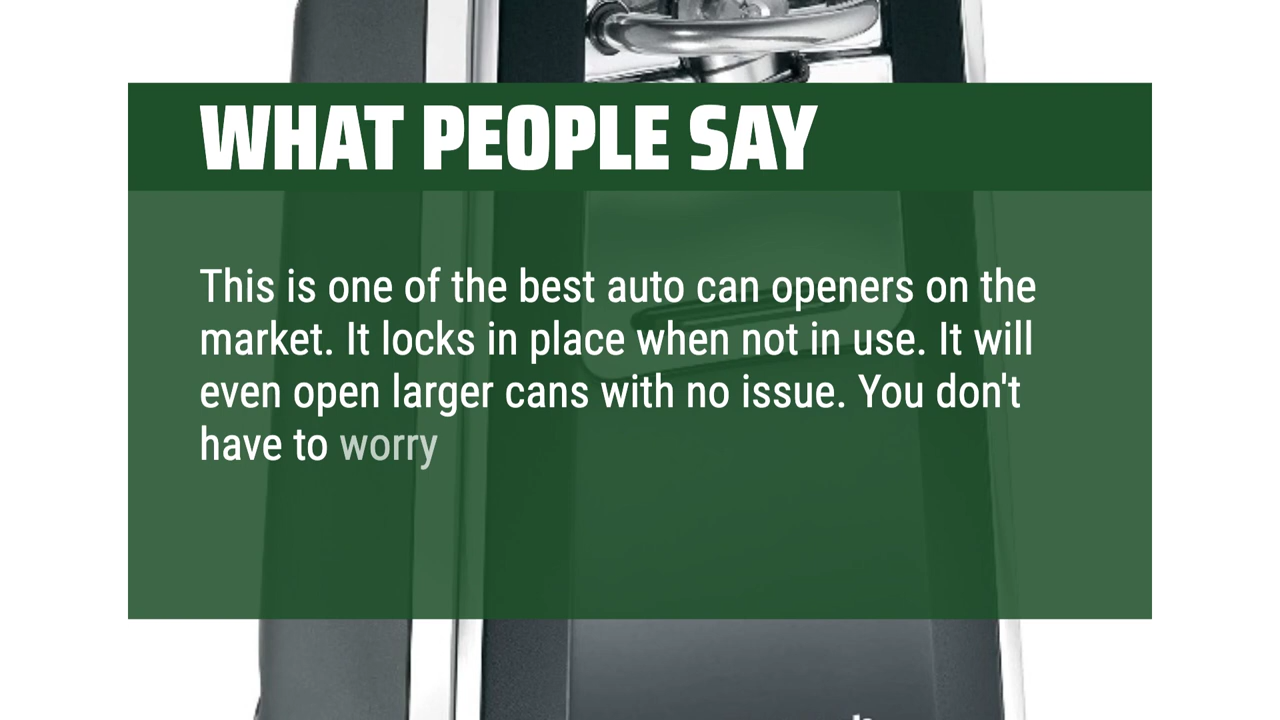 WHAT PEOPLE SAY
This is one of the best auto can openers on the
market. It locks in place when not in use. It will
even open larger cans with no issue. You don't
have to worry